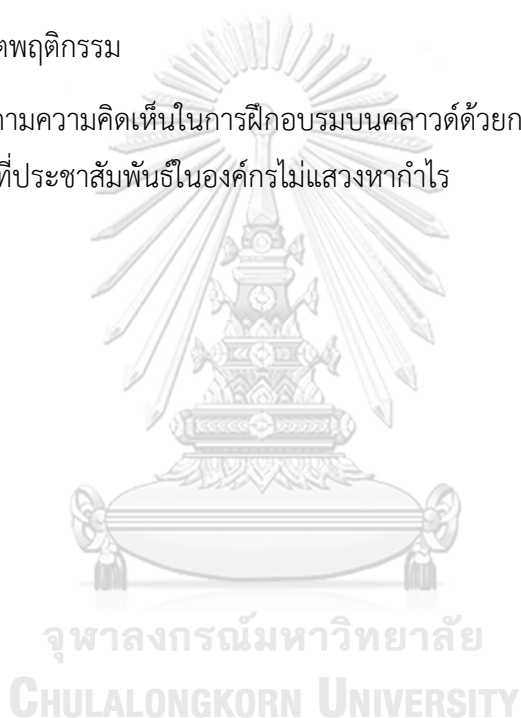 ตพฤติกรรม
ามความคิดเห็นในการฝึกอบรมบนคลาวด์ด้วยก
ที่ประชาสัมพันธ์ในองค์กรไม่แสวงหากำไร
จุฬาลงกรณ์มหาวิทยาลัย
CHULALONGKORN UNIVERSITY